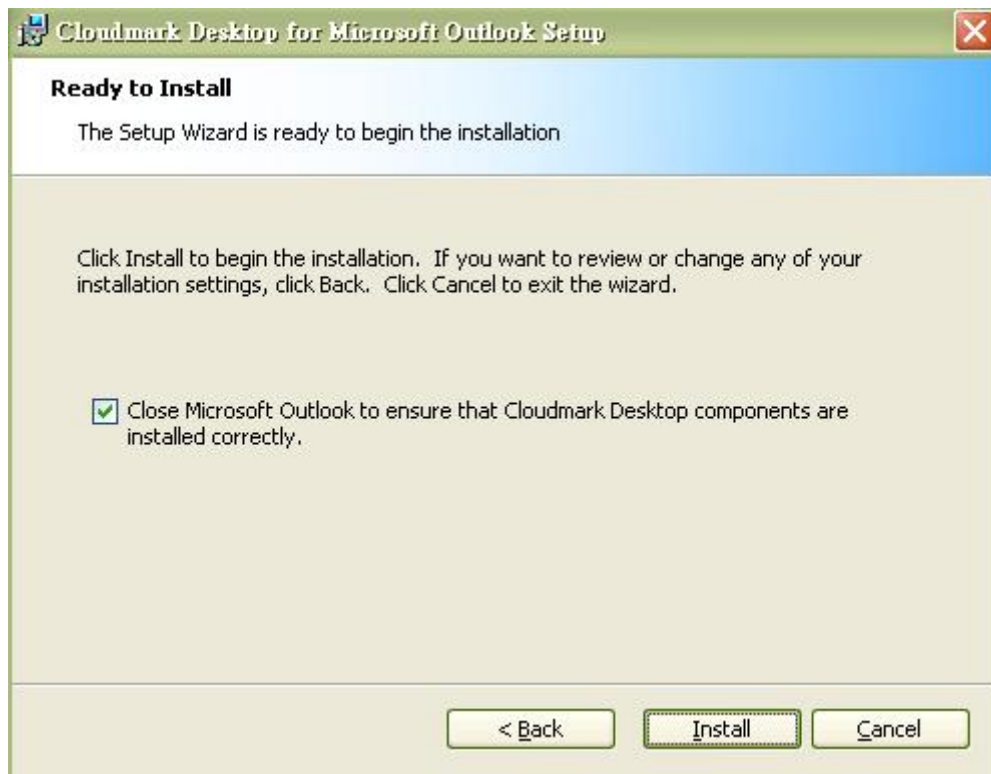 Cloudmark Desktop for Microsoft Outlook Setup
Ready to Install
The Setup Wizard is ready to begin the installation
Click Install to begin the installation. If you want to review or change any of your
installation settings, click Back. Click Cancel to exit the wizard.
Close Microsoft Outlook to ensure that Cloudmark Desktop components are
installed correctly.
< Back Install Cancel